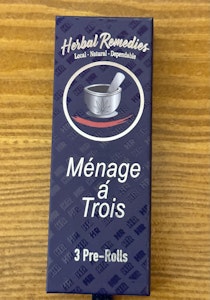 Herbal Remedies
Local - Natural - Dependable
Ménage
á
Trois
3 Pre-Rolls